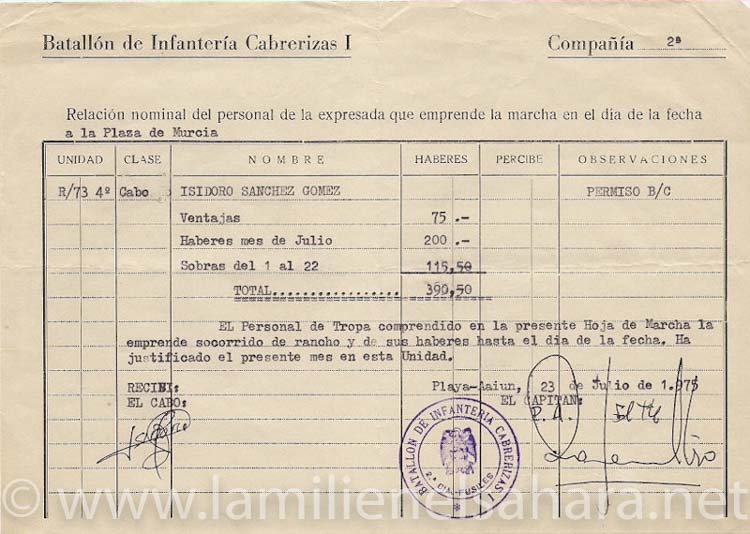 Batallón de Infantería Cabrerizas I Compañía 2ª
Relación nominal del personal de la expresada que emprende la marcha en el día de la fecha
a la Plaza de Murcia
UNIDAD CLASE NOMBRE HABERES PERCIBE OBSERVACIONES
R/73 4º Cabo ISIDORO SANCHEZ GOMEZ PERMISO B/C
Ventajas 75.-
Haberes mes de Julio 200.-
Sobras del 1 al 22 115,50
TOTAL................ 390,50
EL Personal de Tropa comprendido en la presente Hoja de Marcha la
emprende socorrido de rancho y de sus haberes hasta el dia de la fecha. Ha
justificado el presente mes en esta Unidad.
RECIBI: Playa-Aaiun, 23 de Julio de 1.975
EL CABO: EL CAPITAN:
P.A.
BATALLON DE INFANTERIA CABRERIZAS
2.ª CIA.-FUSILES
© www.lamilienelsahara.net